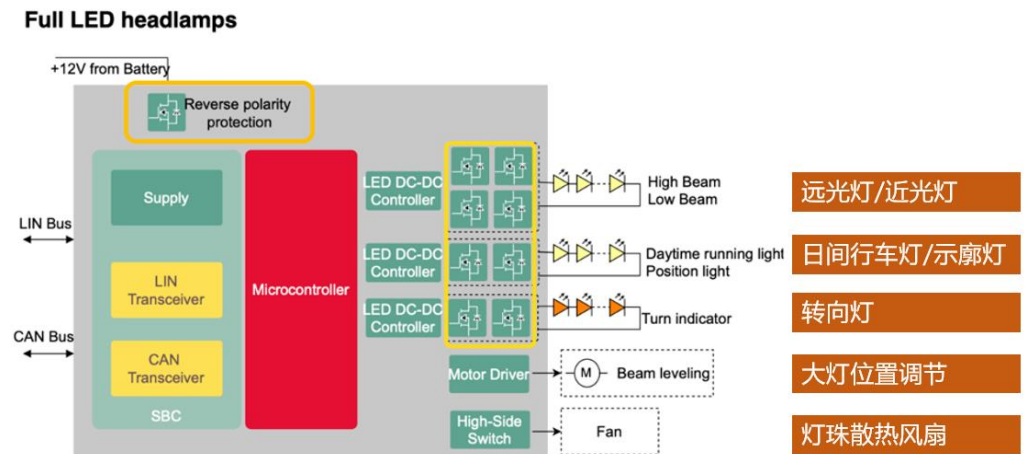 Full LED headlamps
+12V from Battery
Reverse polarity
protection
Supply
LIN Bus
LIN
Transceiver
CAN Bus
CAN
Transceiver
SBC
Microcontroller
LED DC-DC
Controller
High Beam
Low Beam
远光灯/近光灯
LED DC-DC
Controller
Daytime running light
Position light
日间行车灯/示廓灯
LED DC-DC
Controller
Turn indicator
转向灯
Motor Driver
M
Beam leveling
大灯位置调节
High-Side
Switch
Fan
灯珠散热风扇